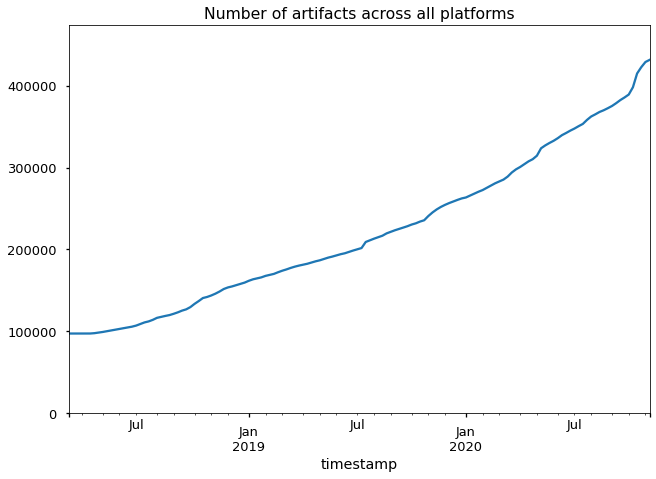 Number of artifacts across all platforms
400000
300000
200000
100000
0
Jul
Jan
2019
Jul
Jan
2020
Jul
timestamp